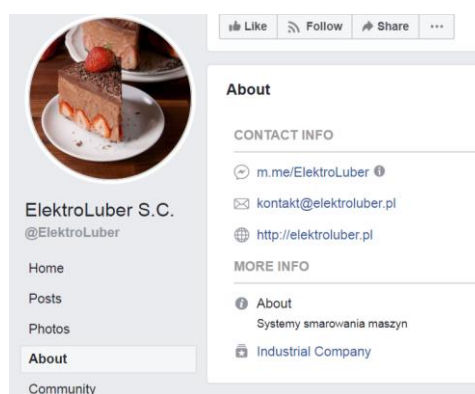 Like Follow Share ...
ElektroLuber S.C.
@ElektroLuber
Home
Posts
Photos
About
Community
About
CONTACT INFO
m.me/ElektroLuber
kontakt@elektroluber.pl
http://elektroluber.pl
MORE INFO
About
Systemy smarowania maszyn
Industrial Company